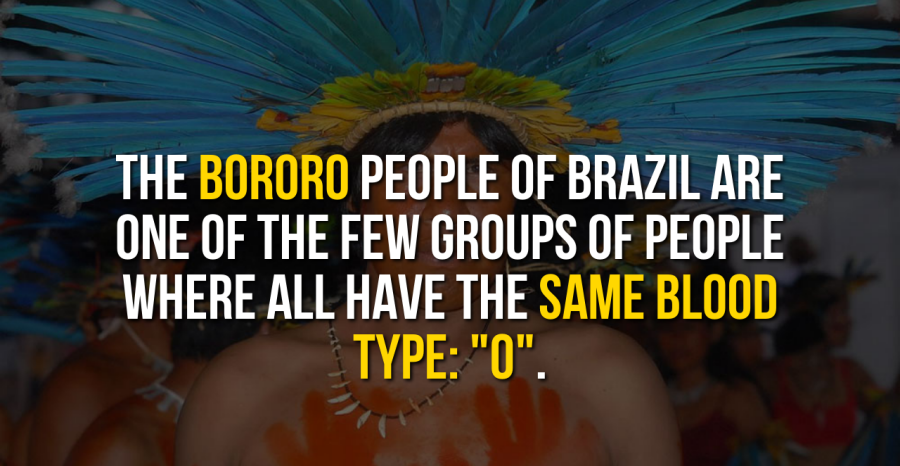 THE BORORO PEOPLE OF BRAZIL ARE
ONE OF THE FEW GROUPS OF PEOPLE
WHERE ALL HAVE THE SAME BLOOD
TYPE: "O".